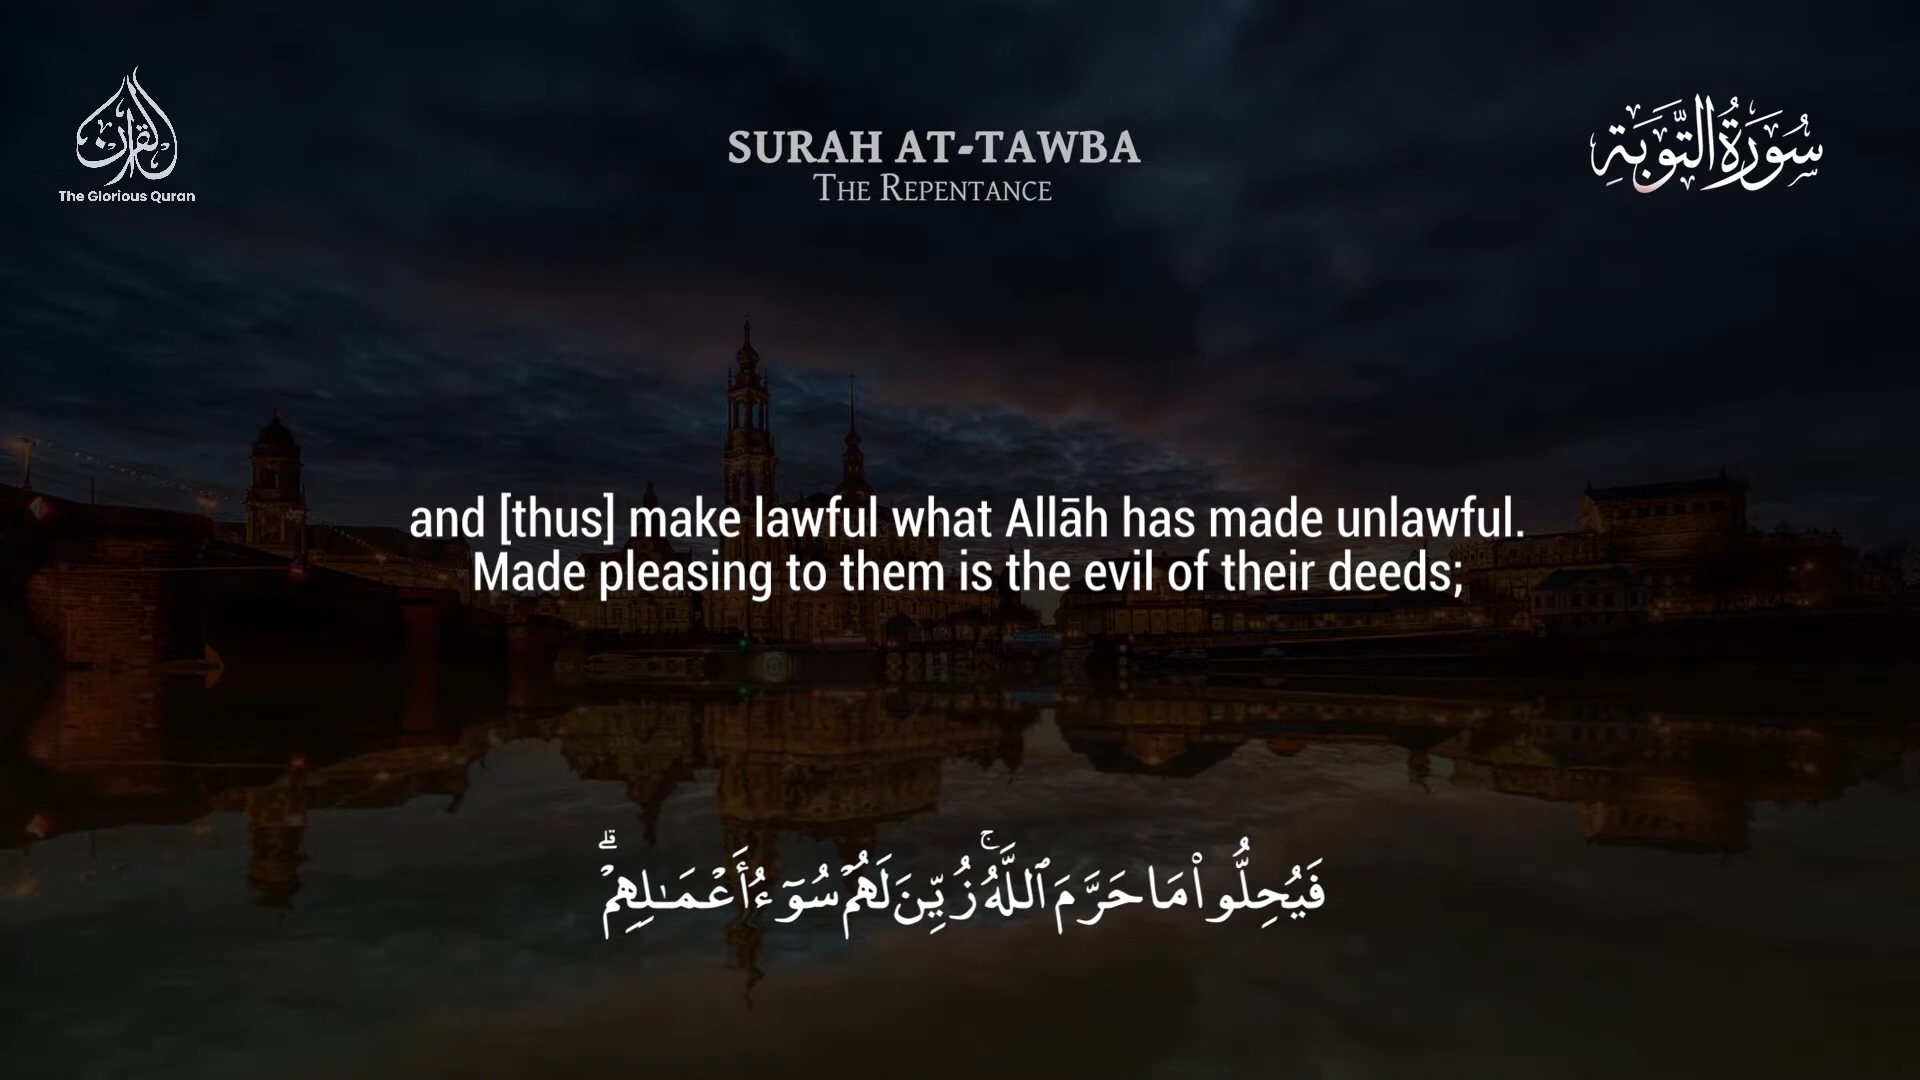 القرآن
The Glorious Quran
SURAH AT-TAWBA
THE REPENTANCE
سُورَةُ التَّوْبَةِ
and [thus] make lawful what Allāh has made unlawful.
Made pleasing to them is the evil of their deeds;
فَيُحِلُّوا۟ مَا حَرَّمَ ٱللَّهُ ۚ زُيِّنَ لَهُمْ سُوٓءُ أَعْمَـٰلِهِمْ ۗ